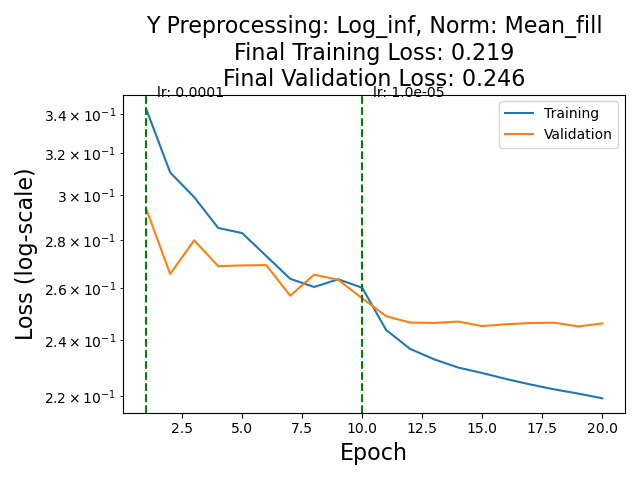 Y Preprocessing: Log_inf, Norm: Mean_fill
Final Training Loss: 0.219
Final Validation Loss: 0.246
lr: 0.0001
lr: 1.0e-05
Training
Validation
3.4 × 10⁻¹
3.2 × 10⁻¹
3 × 10⁻¹
2.8 × 10⁻¹
2.6 × 10⁻¹
2.4 × 10⁻¹
2.2 × 10⁻¹
Loss (log-scale)
2.5 5.0 7.5 10.0 12.5 15.0 17.5 20.0
Epoch